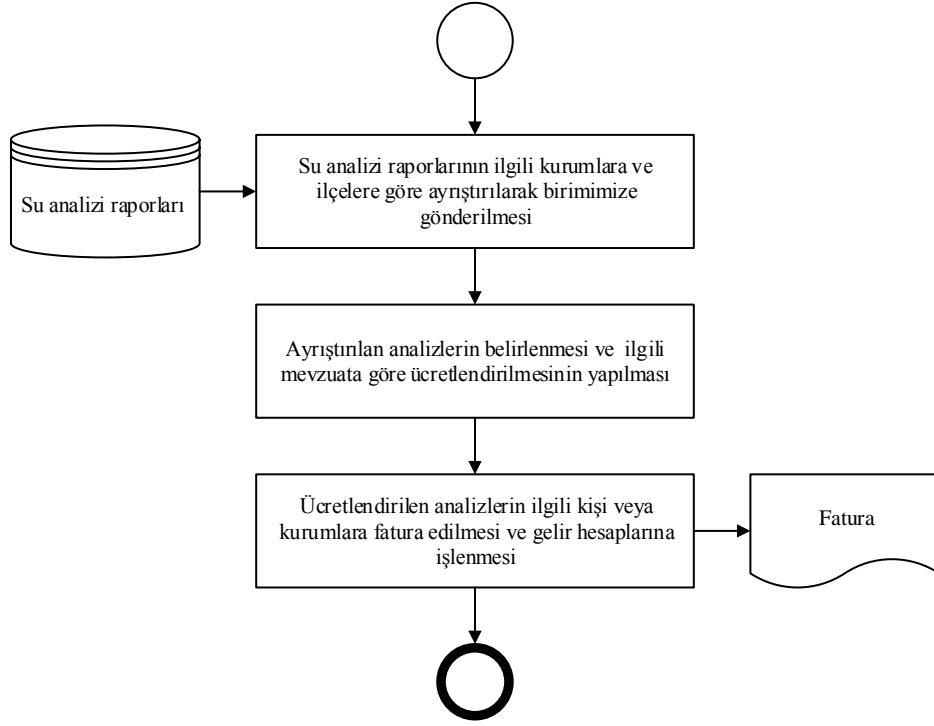 Su analizi raporlarının ilgili kurumlara ve
ilçelere göre ayrıştırılarak birimimize
gönderilmesi
Su analizi raporları
Ayrıştırılan analizlerin belirlenmesi ve ilgili
mevzuata göre ücretlendirilmesinin yapılması
Ücretlendirilen analizlerin ilgili kişi veya
kurumlara fatura edilmesi ve gelir hesaplarına
işlenmesi
Fatura